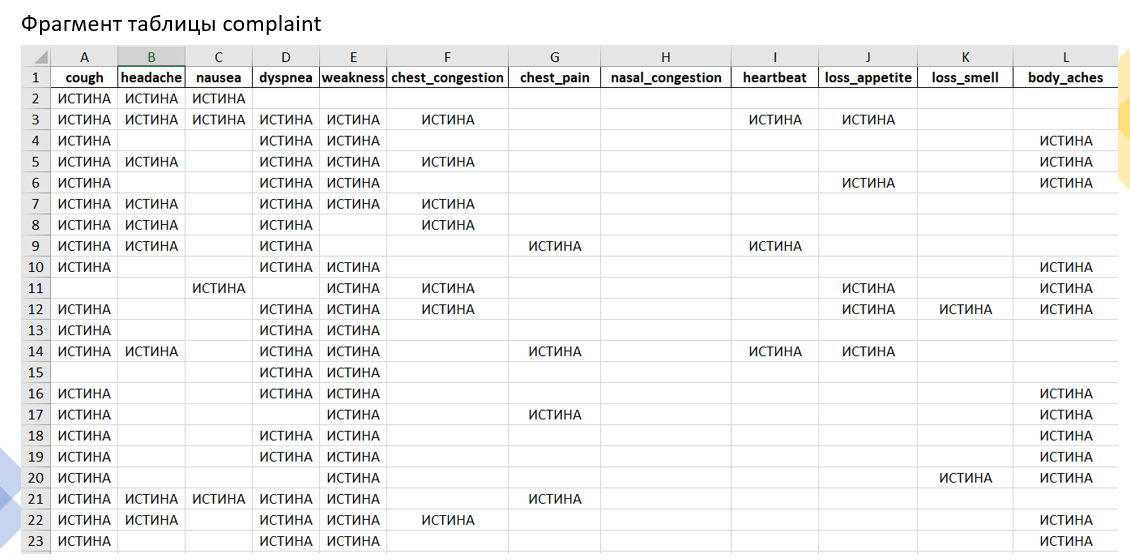 Фрагмент таблицы complaint
A B C D E F G H I J K L
1 cough headache nausea dyspnea weakness chest_congestion chest_pain nasal_congestion heartbeat loss_appetite loss_smell body_aches
2 ИСТИНА ИСТИНА ИСТИНА
3 ИСТИНА ИСТИНА ИСТИНА ИСТИНА ИСТИНА ИСТИНА ИСТИНА ИСТИНА
4 ИСТИНА ИСТИНА ИСТИНА ИСТИНА
5 ИСТИНА ИСТИНА ИСТИНА ИСТИНА ИСТИНА ИСТИНА
6 ИСТИНА ИСТИНА ИСТИНА ИСТИНА ИСТИНА
7 ИСТИНА ИСТИНА ИСТИНА ИСТИНА ИСТИНА
8 ИСТИНА ИСТИНА ИСТИНА ИСТИНА
9 ИСТИНА ИСТИНА ИСТИНА ИСТИНА ИСТИНА
10 ИСТИНА ИСТИНА ИСТИНА ИСТИНА
11 ИСТИНА ИСТИНА ИСТИНА ИСТИНА ИСТИНА
12 ИСТИНА ИСТИНА ИСТИНА ИСТИНА ИСТИНА ИСТИНА ИСТИНА
13 ИСТИНА ИСТИНА ИСТИНА
14 ИСТИНА ИСТИНА ИСТИНА ИСТИНА ИСТИНА ИСТИНА ИСТИНА
15 ИСТИНА ИСТИНА
16 ИСТИНА ИСТИНА ИСТИНА ИСТИНА
17 ИСТИНА ИСТИНА ИСТИНА ИСТИНА
18 ИСТИНА ИСТИНА ИСТИНА ИСТИНА
19 ИСТИНА ИСТИНА ИСТИНА ИСТИНА
20 ИСТИНА ИСТИНА ИСТИНА ИСТИНА
21 ИСТИНА ИСТИНА ИСТИНА ИСТИНА ИСТИНА ИСТИНА
22 ИСТИНА ИСТИНА ИСТИНА ИСТИНА ИСТИНА ИСТИНА
23 ИСТИНА ИСТИНА ИСТИНА ИСТИНА